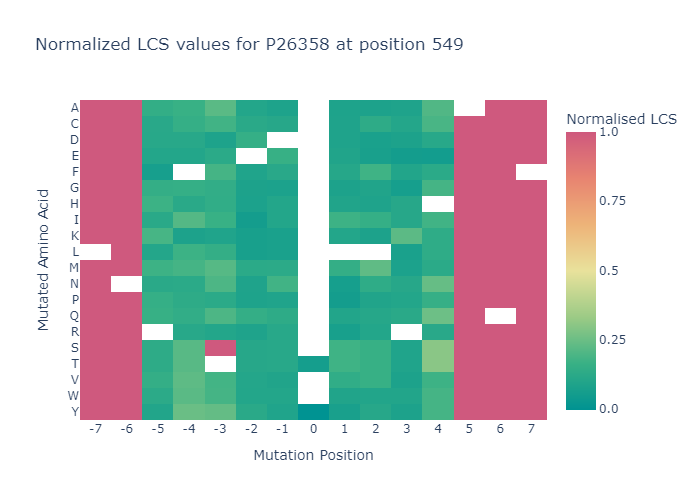 Normalized LCS values for P26358 at position 549
Normalised LCS
A
C
D
E
F
G
H
I
K
L
M
N
P
Q
R
S
T
V
W
Y
Mutated Amino Acid
1.0
0.75
0.5
0.25
0.0
-7 -6 -5 -4 -3 -2 -1 0 1 2 3 4 5 6 7
Mutation Position